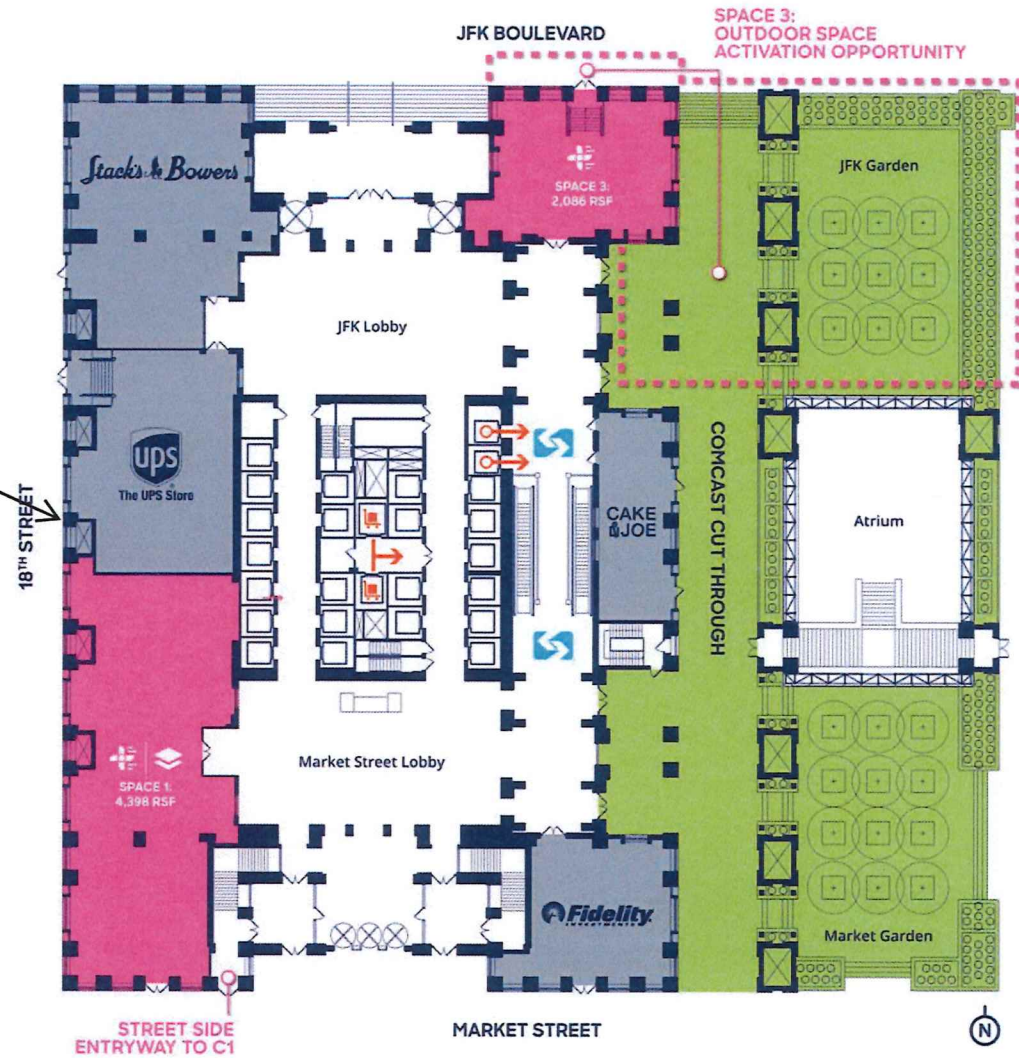 JFK BOULEVARD
SPACE 3:
OUTDOOR SPACE
ACTIVATION OPPORTUNITY
Stack's Bowers
SPACE 3:
2,086 RSF
JFK Garden
JFK Lobby
ups
The UPS Store
18TH STREET
CAKE
& JOE
COMCAST CUT THROUGH
Atrium
SPACE 1:
4,398 RSF
Market Street Lobby
Fidelity
INVESTMENTS
Market Garden
STREET SIDE
ENTRYWAY TO C1
MARKET STREET
N